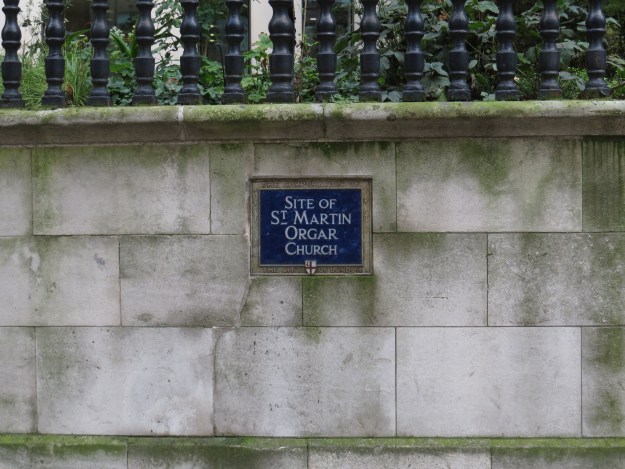 SITE OF
ST MARTIN
ORGAR
CHURCH